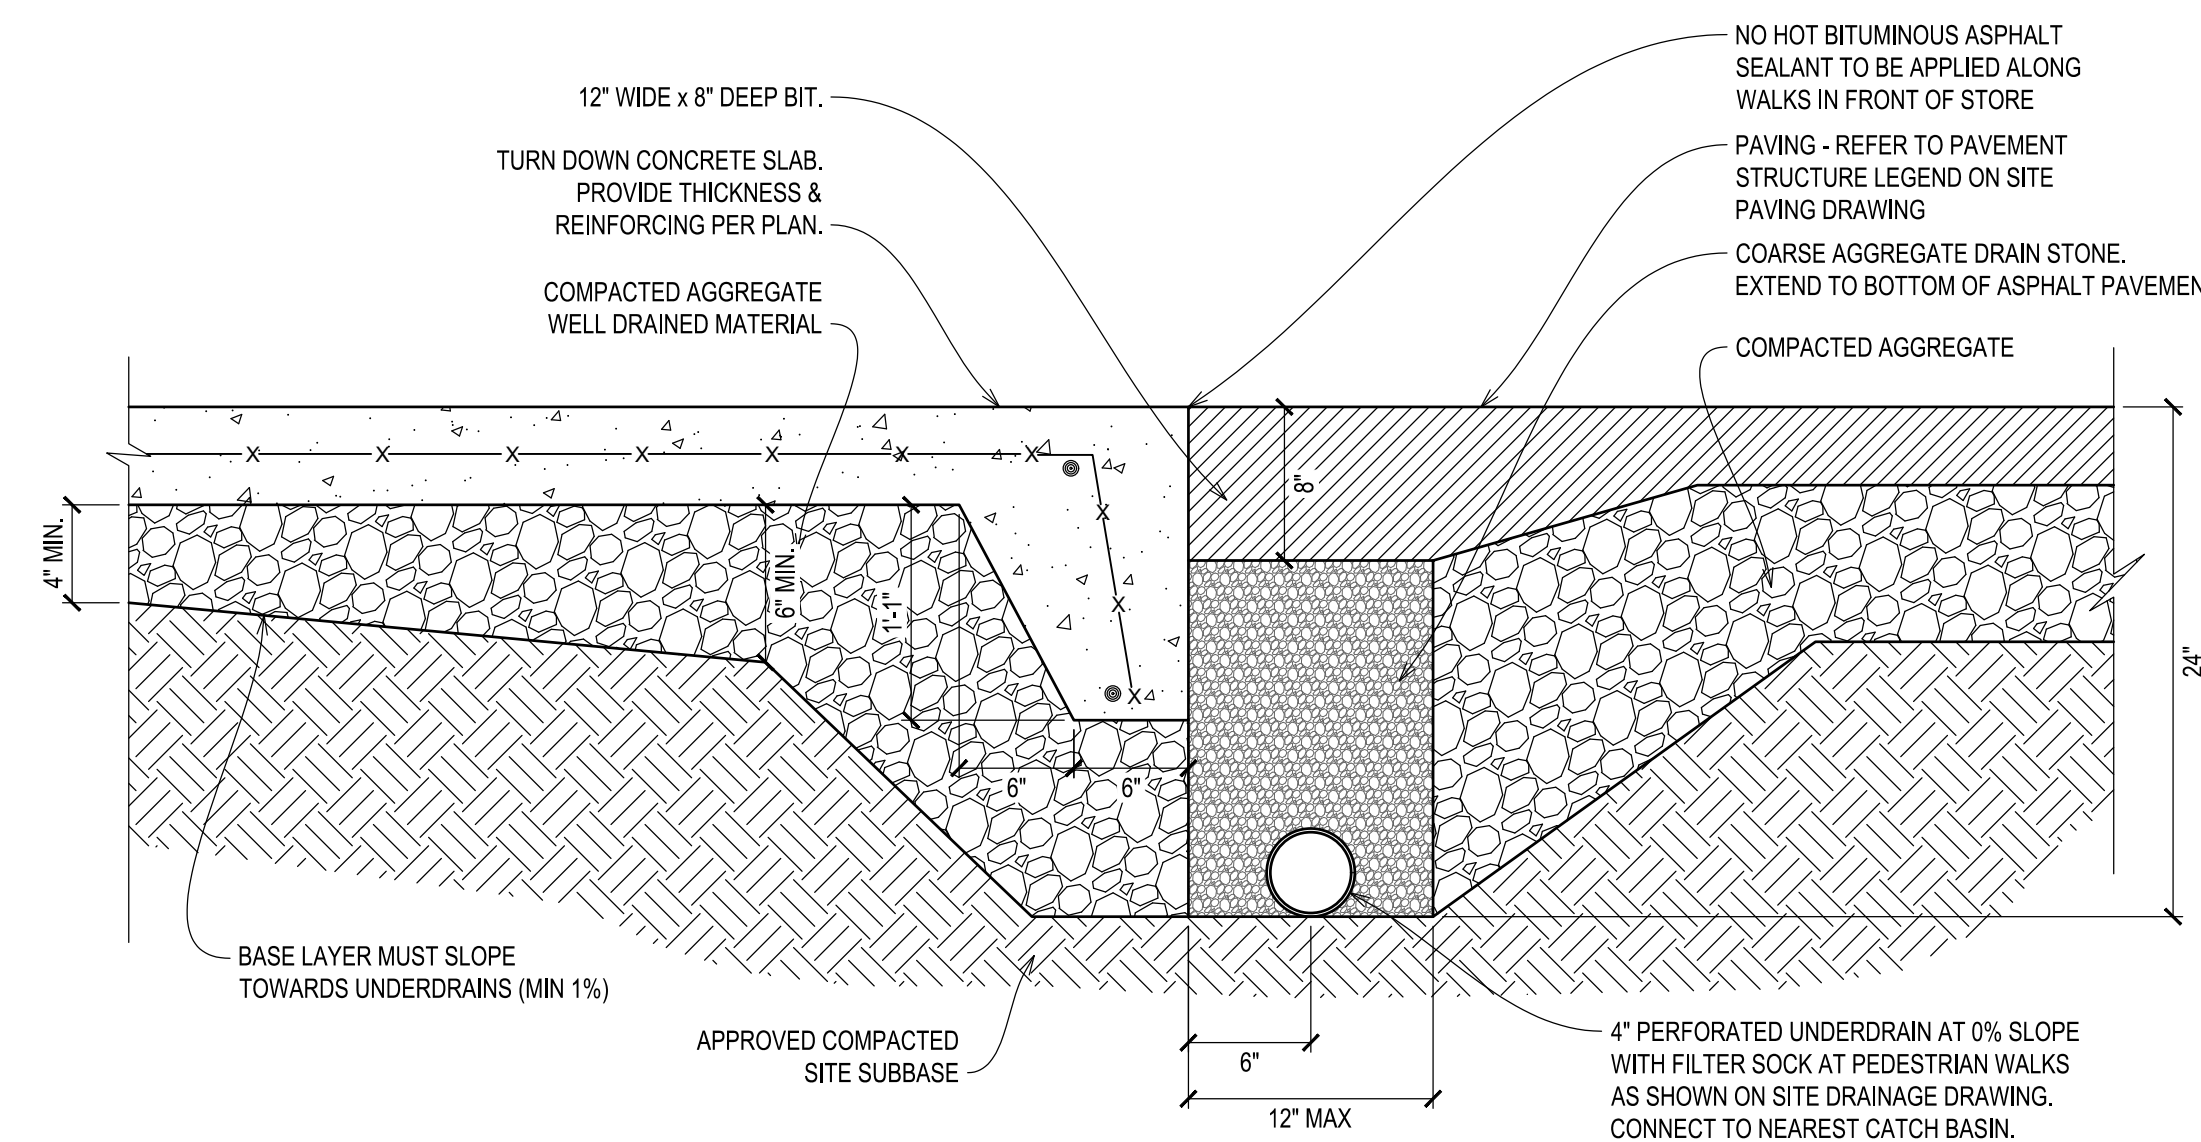 12" WIDE x 8" DEEP BIT.
TURN DOWN CONCRETE SLAB.
PROVIDE THICKNESS &
REINFORCING PER PLAN.
COMPACTED AGGREGATE
WELL DRAINED MATERIAL
NO HOT BITUMINOUS ASPHALT
SEALANT TO BE APPLIED ALONG
WALKS IN FRONT OF STORE
PAVING - REFER TO PAVEMENT
STRUCTURE LEGEND ON SITE
PAVING DRAWING
COARSE AGGREGATE DRAIN STONE.
EXTEND TO BOTTOM OF ASPHALT PAVEMEN
COMPACTED AGGREGATE
X X X X X X X
X
X
X
4" MIN.
6" MIN.
1'-1"
8"
24"
6"
6"
BASE LAYER MUST SLOPE
TOWARDS UNDERDRAINS (MIN 1%)
APPROVED COMPACTED
SITE SUBBASE
6"
12" MAX
4" PERFORATED UNDERDRAIN AT 0% SLOPE
WITH FILTER SOCK AT PEDESTRIAN WALKS
AS SHOWN ON SITE DRAINAGE DRAWING.
CONNECT TO NEAREST CATCH BASIN.